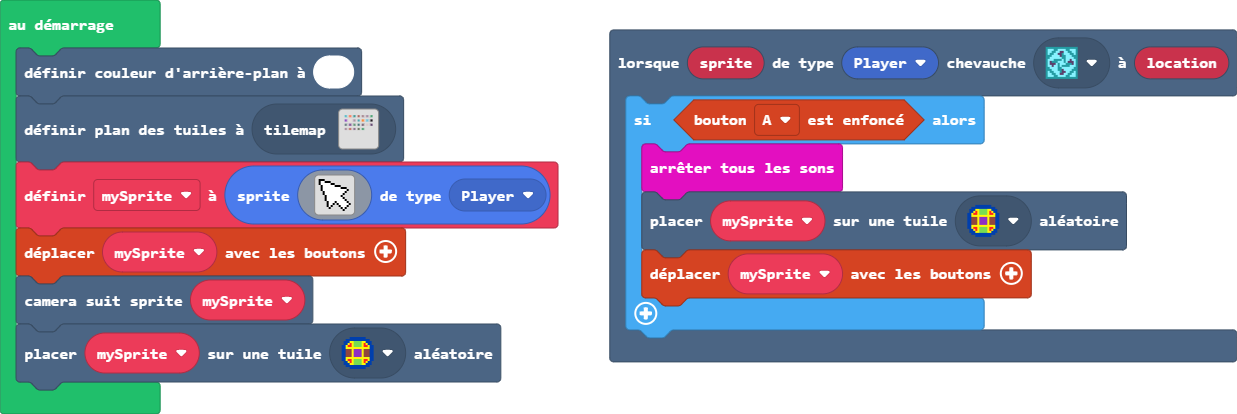 au démarrage
définir couleur d'arrière-plan à
définir plan des tuiles à tilemap
définir mySprite à sprite de type Player
déplacer mySprite avec les boutons
camera suit sprite mySprite
placer mySprite sur une tuile aléatoire
lorsque sprite de type Player chevauche à location
si bouton A est enfoncé alors
arrêter tous les sons
placer mySprite sur une tuile aléatoire
déplacer mySprite avec les boutons